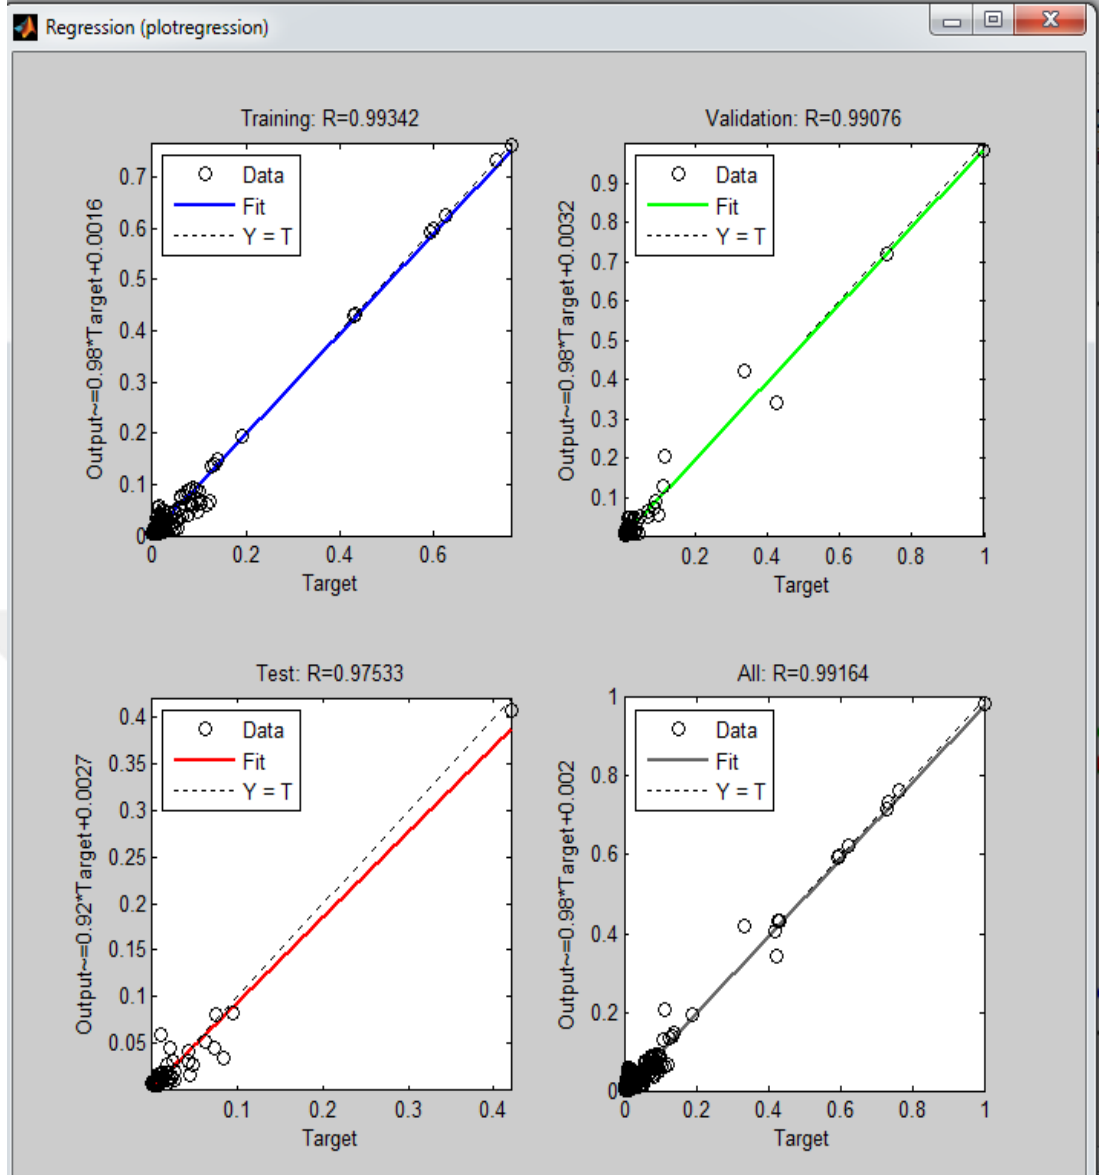 Regression (plotregression)
Training: R=0.99342
Data
Fit
Y = T
Output~=0.98*Target+0.0016
0.7
0.6
0.5
0.4
0.3
0.2
0.1
0
0 0.2 0.4 0.6
Target
Validation: R=0.99076
Data
Fit
Y = T
Output~=0.98*Target+0.0032
0.9
0.8
0.7
0.6
0.5
0.4
0.3
0.2
0.1
0.2 0.4 0.6 0.8 1
Target
Test: R=0.97533
Data
Fit
Y = T
Output~=0.92*Target+0.0027
0.4
0.35
0.3
0.25
0.2
0.15
0.1
0.05
0.1 0.2 0.3 0.4
Target
All: R=0.99164
Data
Fit
Y = T
Output~=0.98*Target+0.002
1
0.8
0.6
0.4
0.2
0
0 0.2 0.4 0.6 0.8 1
Target